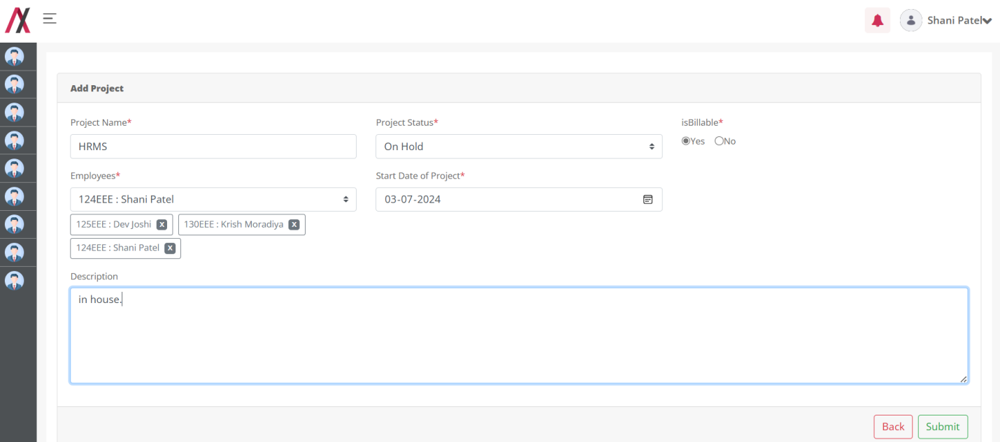 Shani Patel
Add Project
Project Name* Project Status* isBillable*
HRMS On Hold Yes No
Employees* Start Date of Project*
124EEE : Shani Patel 03-07-2024
125EEE : Dev Joshi X 130EEE : Krish Moradiya X
124EEE : Shani Patel X
Description
in house.
Back Submit